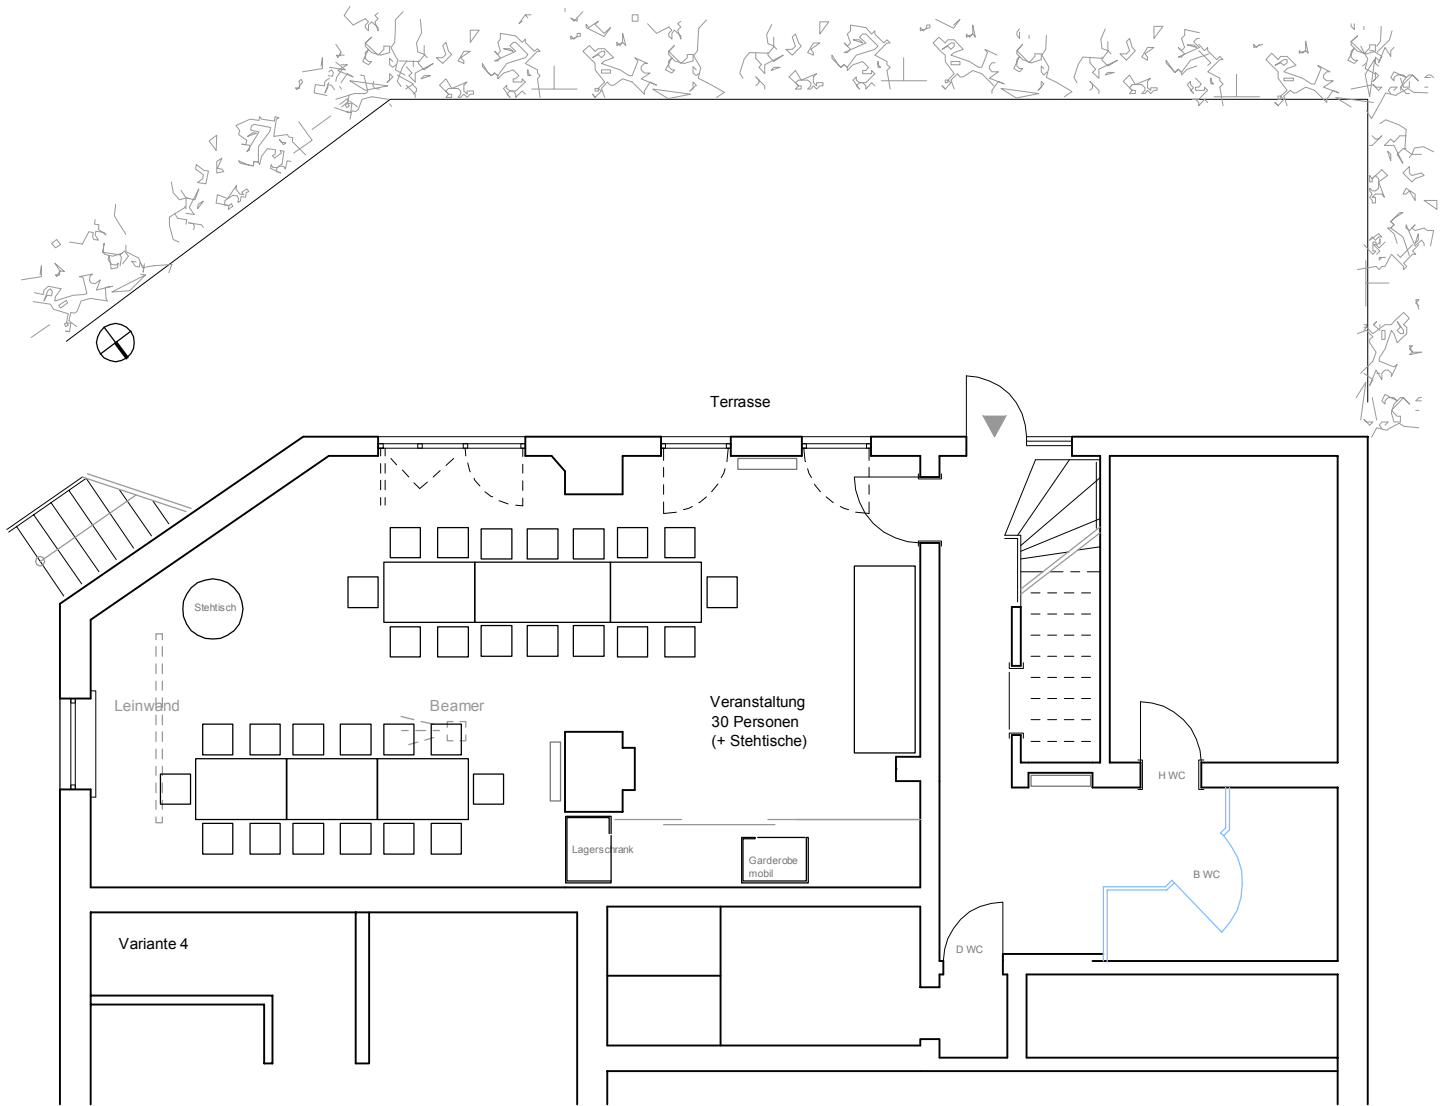 Terrasse
Stehtisch
Leinwand
Beamer
Veranstaltung
30 Personen
(+ Stehtische)
H WC
Lagerschrank
Garderobe
mobil
B WC
Variante 4
D WC